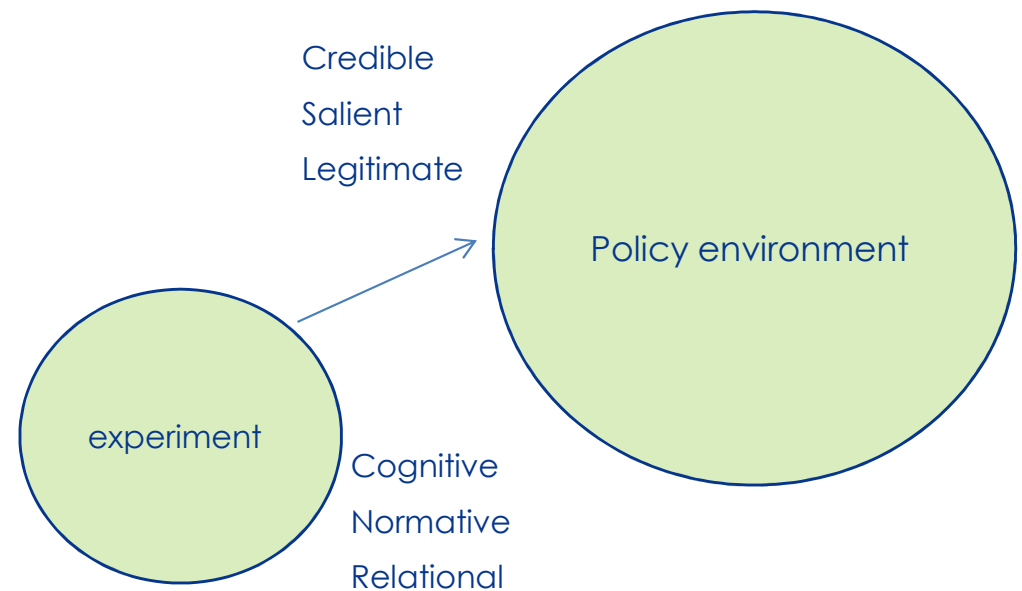 Credible
Salient
Legitimate
Policy environment
experiment
Cognitive
Normative
Relational